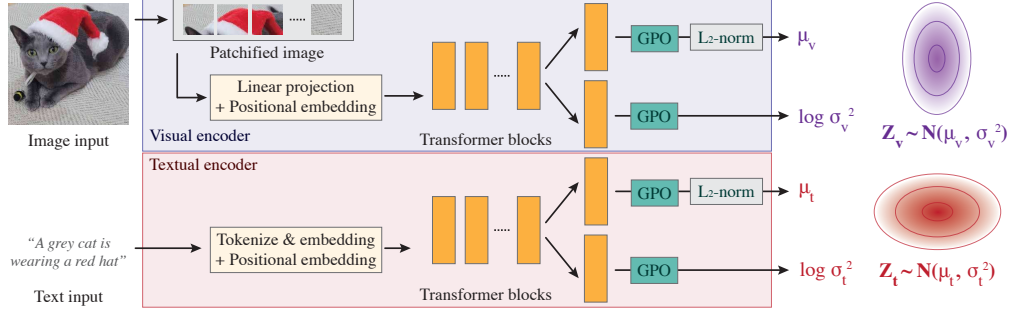 Patchified image
Linear projection
+ Positional embedding
.....
.....
Transformer blocks
GPO
L₂-norm
GPO
μᵥ
log σᵥ²
Zᵥ ~ N(μᵥ, σᵥ²)
Image input
Visual encoder
Textual encoder
“A grey cat is
wearing a red hat”
Text input
Tokenize & embedding
+ Positional embedding
.....
Transformer blocks
GPO
L₂-norm
GPO
μₜ
log σₜ²
Zₜ ~ N(μₜ, σₜ²)